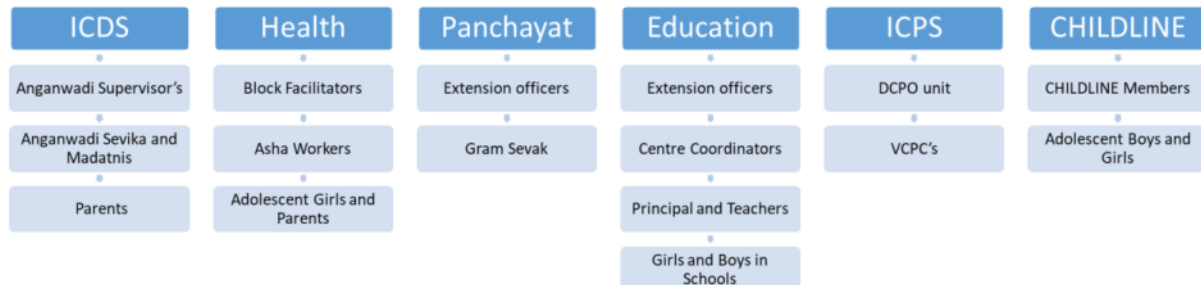 ICDS
Anganwadi Supervisor's
Anganwadi Sevika and
Madatnis
Parents
Health
Block Facilitators
Asha Workers
Adolescent Girls and
Parents
Panchayat
Extension officers
Gram Sevak
Education
Extension officers
Centre Coordinators
Principal and Teachers
Girls and Boys in
Schools
ICPS
DCPO unit
VCPC's
CHILDLINE
CHILDLINE Members
Adolescent Boys and
Girls